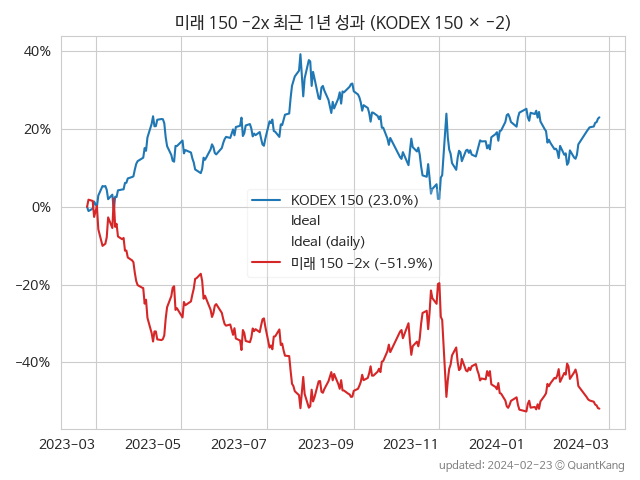 미래 150 −2x 최근 1년 성과 (KODEX 150 × −2)
40%
20%
0%
−20%
−40%
KODEX 150 (23.0%)
Ideal
Ideal (daily)
미래 150 −2x (−51.9%)
2023-03 2023-05 2023-07 2023-09 2023-11 2024-01 2024-03
updated: 2024-02-23 © QuantKang